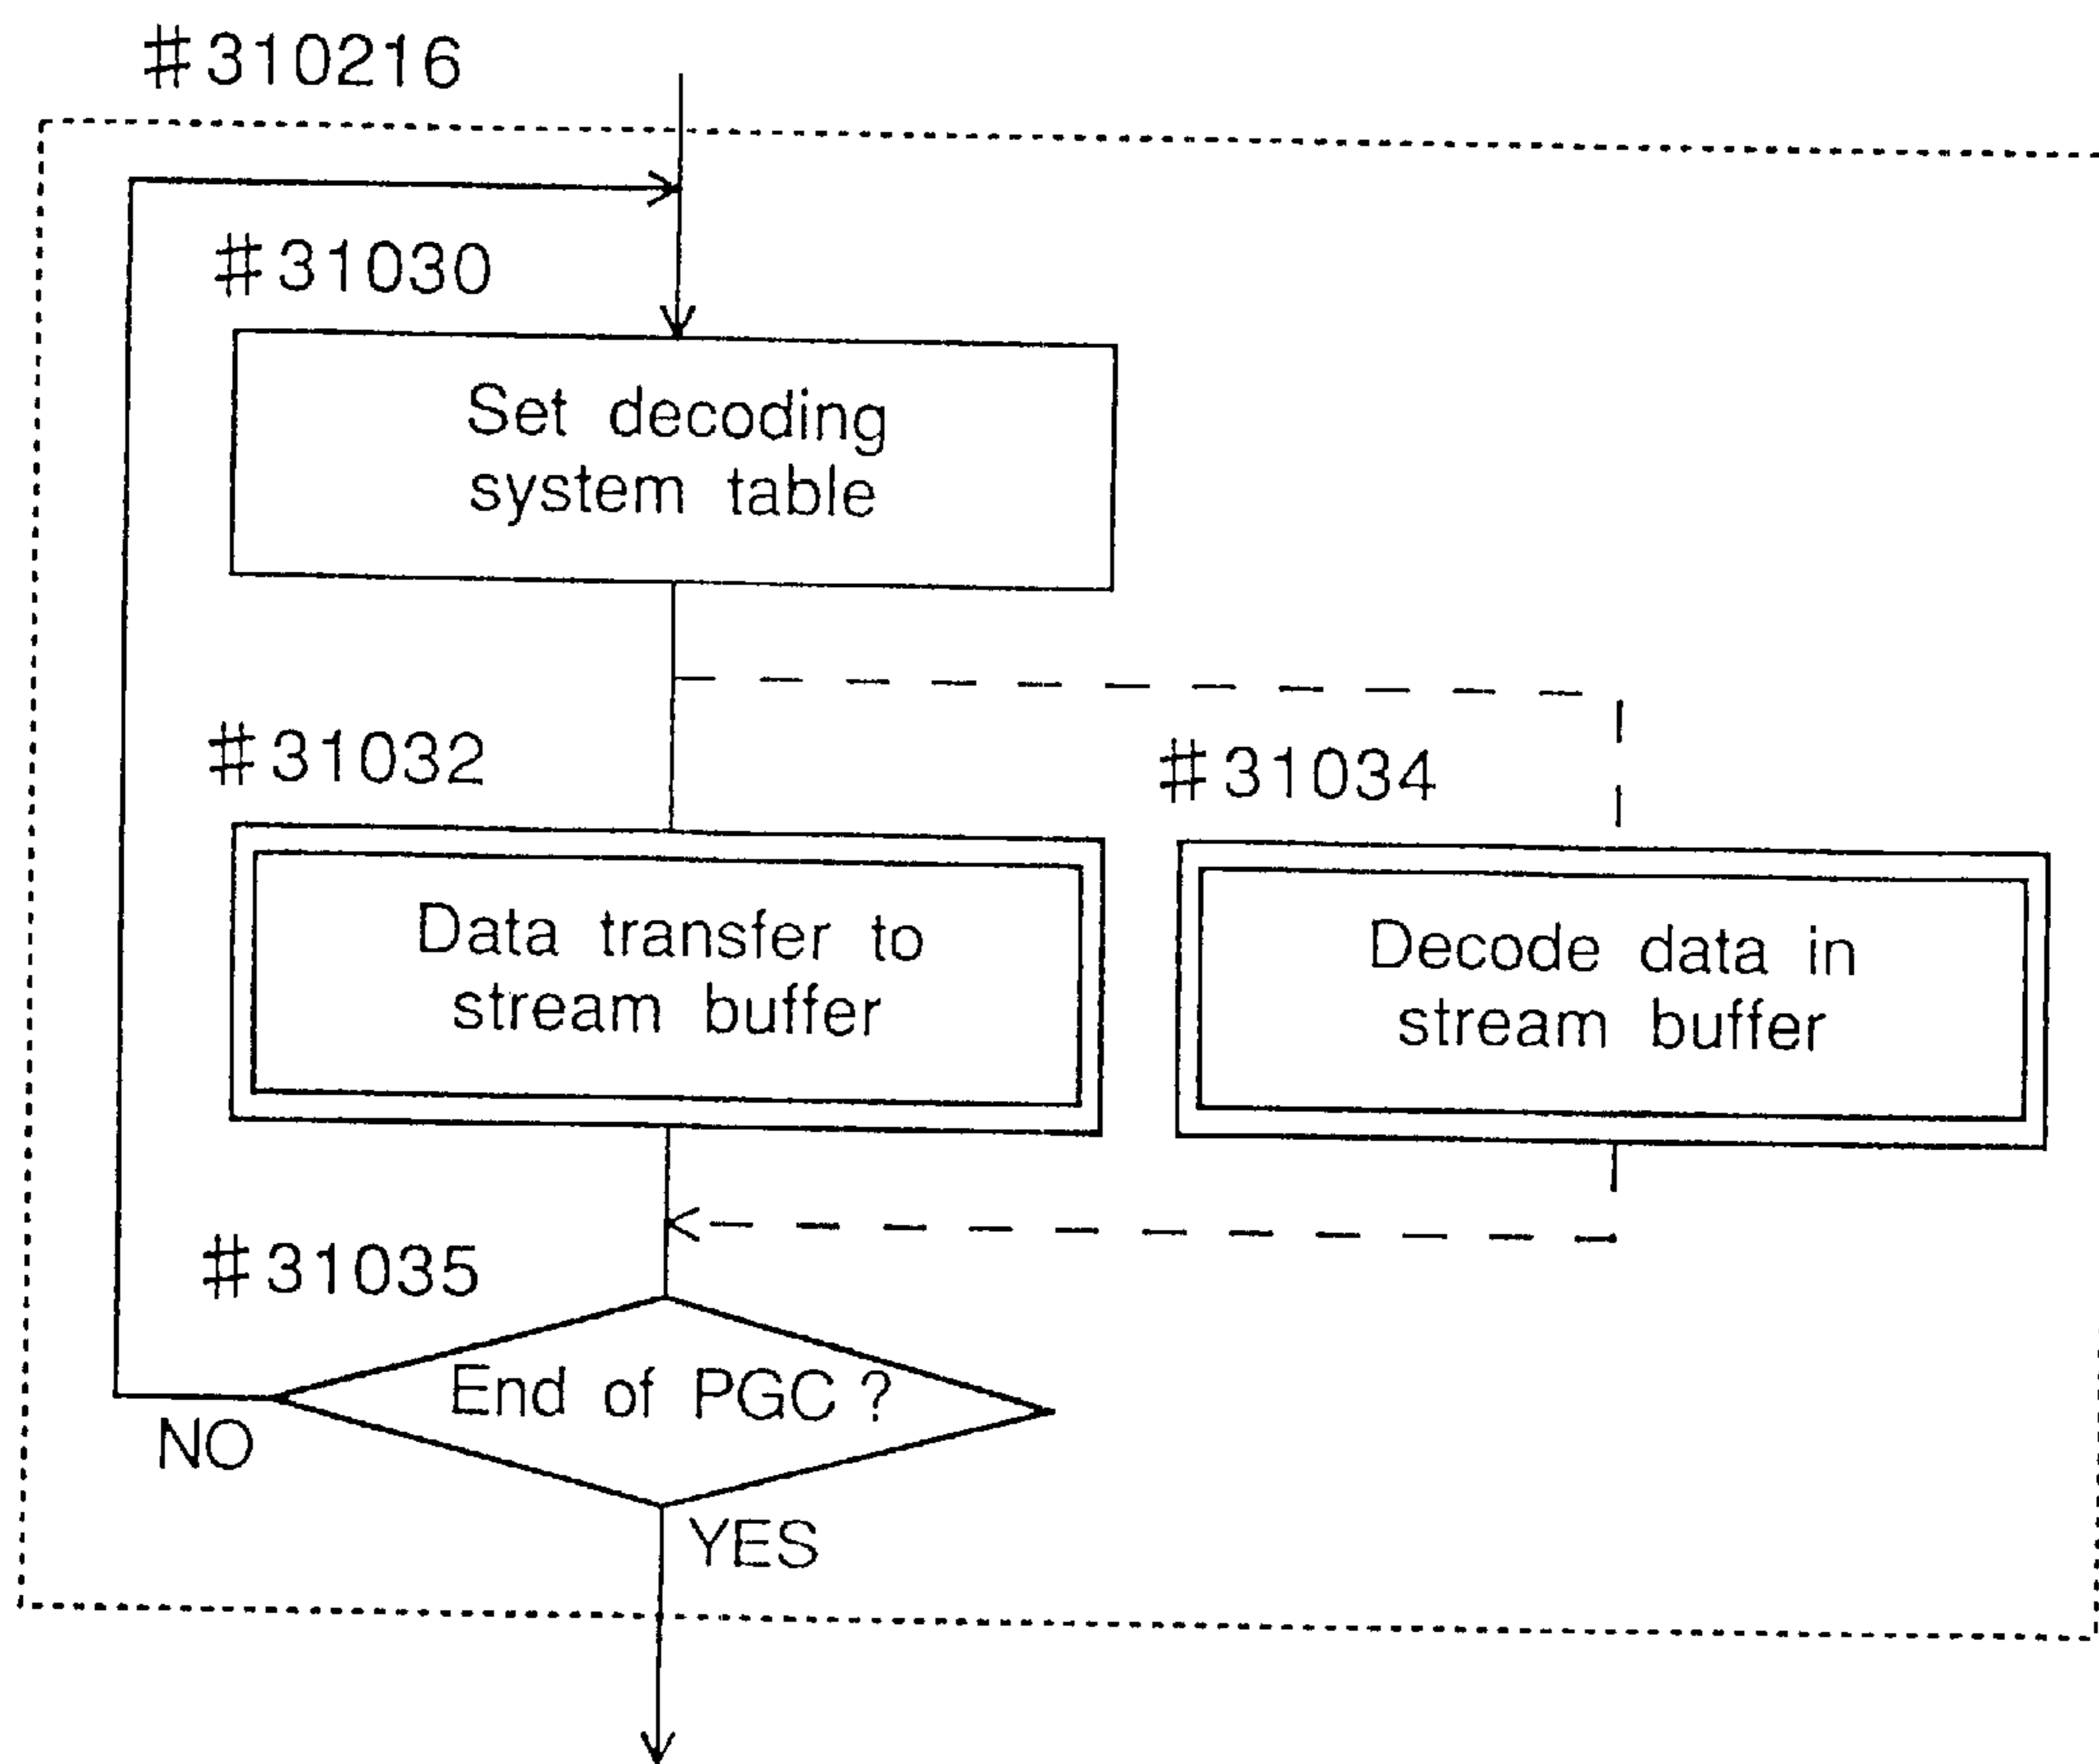 #310216
#31030
Set decoding
system table
#31032
#31034
Data transfer to
stream buffer
Decode data in
stream buffer
#31035
End of PGC ?
NO
YES